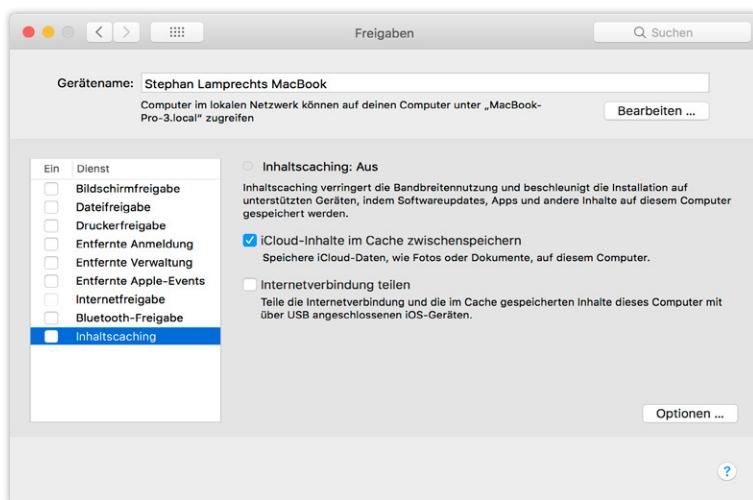 Freigaben
Suchen
Gerätename: Stephan Lamprechts MacBook
Computer im lokalen Netzwerk können auf deinen Computer unter „MacBook-
Pro-3.local" zugreifen
Bearbeiten ...
Ein Dienst
Bildschirmfreigabe
Dateifreigabe
Druckerfreigabe
Entfernte Anmeldung
Entfernte Verwaltung
Entfernte Apple-Events
Internetfreigabe
Bluetooth-Freigabe
Inhaltscaching
Inhaltscaching: Aus
Inhaltscaching verringert die Bandbreitennutzung und beschleunigt die Installation auf
unterstützten Geräten, indem Softwareupdates, Apps und andere Inhalte auf diesem Computer
gespeichert werden.
iCloud-Inhalte im Cache zwischenspeichern
Speichere iCloud-Daten, wie Fotos oder Dokumente, auf diesem Computer.
Internetverbindung teilen
Teile die Internetverbindung und die im Cache gespeicherten Inhalte dieses Computer mit
über USB angeschlossenen iOS-Geräten.
Optionen ...
?